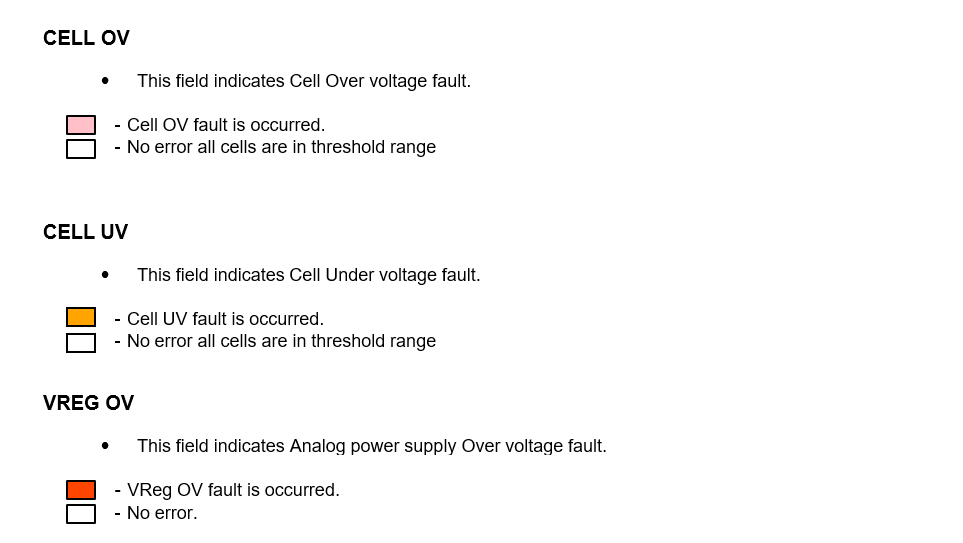 CELL OV
• This field indicates Cell Over voltage fault.
- Cell OV fault is occurred.
- No error all cells are in threshold range
CELL UV
• This field indicates Cell Under voltage fault.
- Cell UV fault is occurred.
- No error all cells are in threshold range
VREG OV
• This field indicates Analog power supply Over voltage fault.
- VReg OV fault is occurred.
- No error.